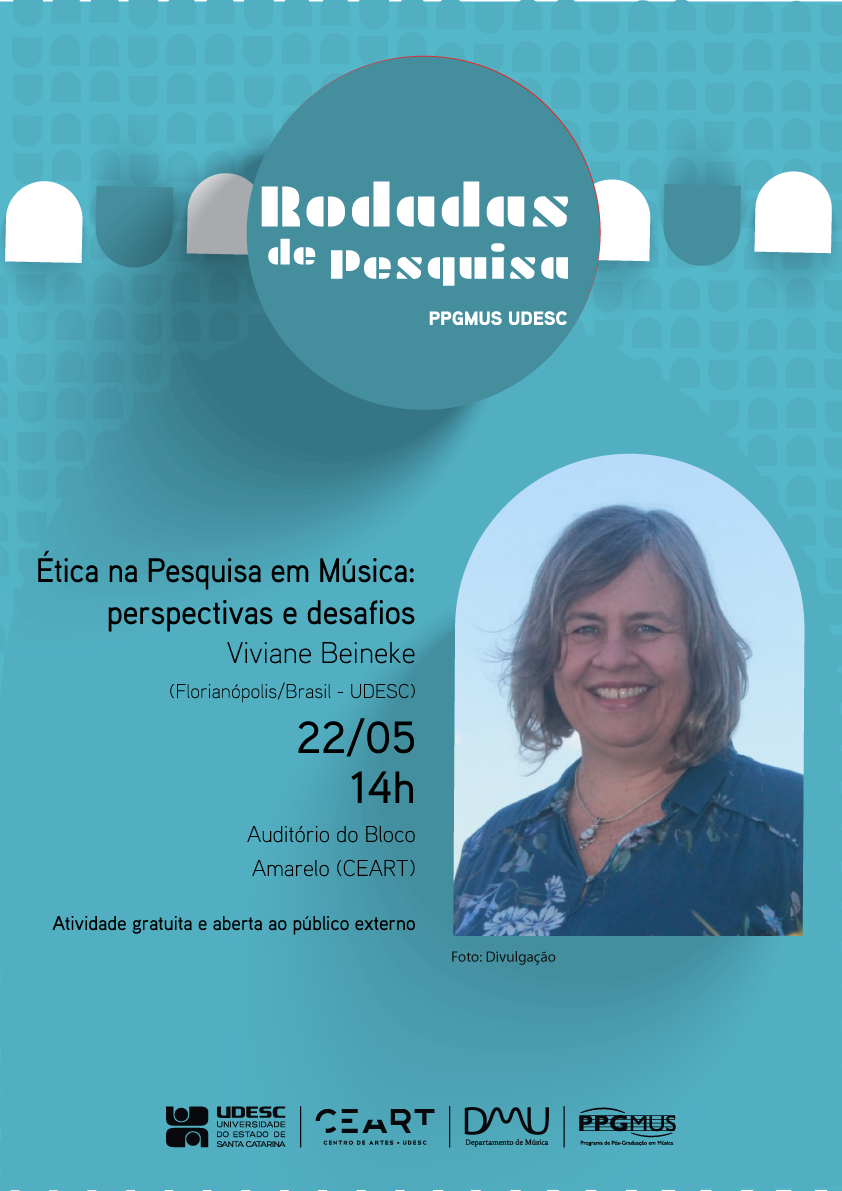 Rodadas
de Pesquisa
PPGMUS UDESC
Ética na Pesquisa em Música:
perspectivas e desafios
Viviane Beineke
(Florianópolis/Brasil - UDESC)
22/05
14h
Auditório do Bloco
Amarelo (CEART)
Atividade gratuita e aberta ao público externo
Foto: Divulgação
UDESC
UNIVERSIDADE
DO ESTADO DE
SANTA CATARINA
CEART
CENTRO DE ARTES • UDESC
DMU
Departamento de Música
PPGMUS
Programa de Pós-Graduação em Música